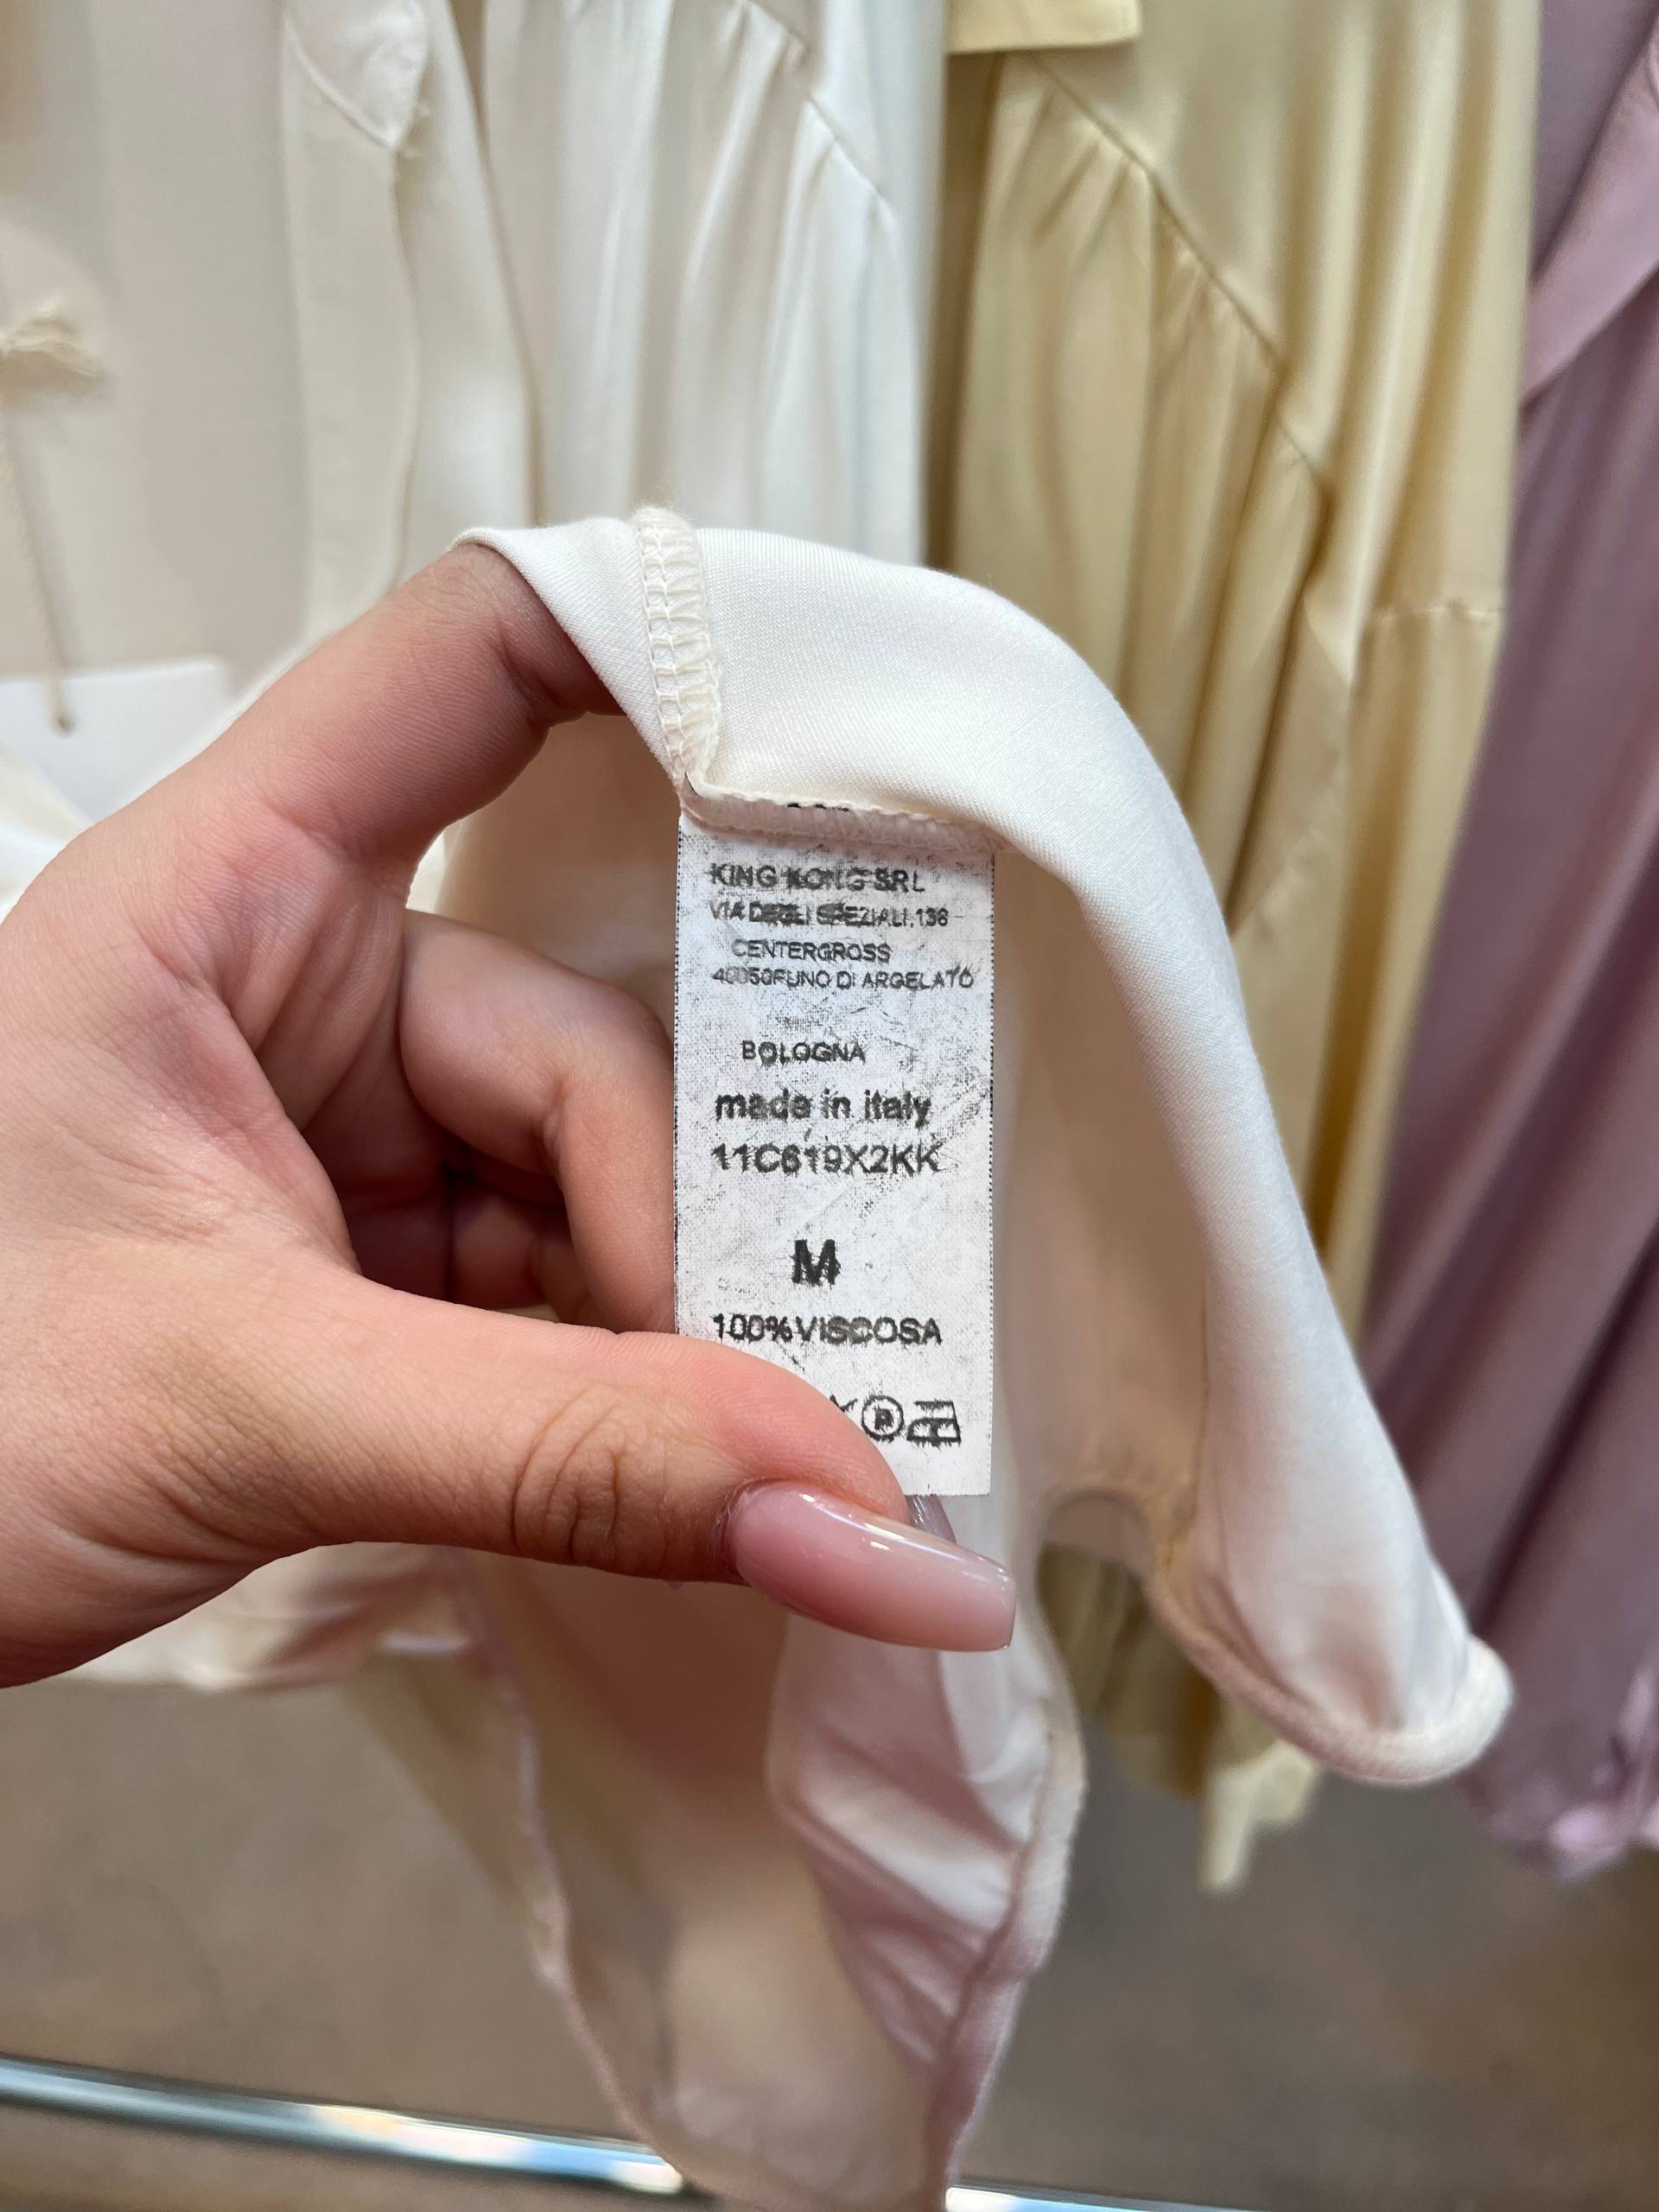 KING KONG SRL
VIA DEGLI SPEZIALI,136
CENTERGROSS
40050FUNO DI ARGELATO
BOLOGNA
made in italy
11C619X2KK
M
100%VISCOSA
P